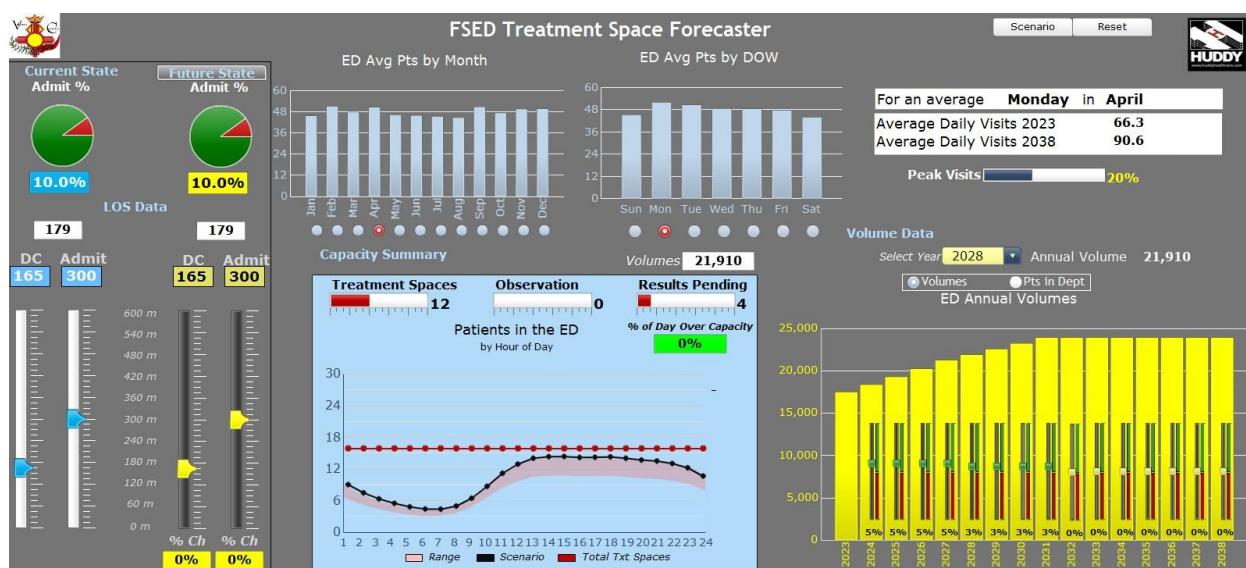 FSED Treatment Space Forecaster
Scenario
Reset
HUDDY
Current State
Future State
Admit %
Admit %
10.0%
10.0%
LOS Data
179
179
DC Admit
165 300
DC Admit
165 300
600 m
540 m
480 m
420 m
360 m
300 m
240 m
180 m
120 m
60 m
0 m
% Ch % Ch
0% 0%
ED Avg Pts by Month
60
48
36
24
12
0
Jan Feb Mar Apr May Jun Jul Aug Sep Oct Nov Dec
ED Avg Pts by DOW
60
48
36
24
12
0
Sun Mon Tue Wed Thu Fri Sat
For an average Monday in April
Average Daily Visits 2023 66.3
Average Daily Visits 2038 90.6
Peak Visits 20%
Capacity Summary
Volumes 21,910
Treatment Spaces
12
Observation
0
Results Pending
4
Patients in the ED
by Hour of Day
% of Day Over Capacity
0%
30
24
18
12
6
0
1 2 3 4 5 6 7 8 9 10 11 12 13 14 15 16 17 18 19 20 21 22 23 24
Range Scenario Total Txt Spaces
Volume Data
Select Year 2028 Annual Volume 21,910
Volumes Pts in Dept
ED Annual Volumes
25,000
20,000
15,000
10,000
5,000
0
5% 5% 5% 5% 3% 3% 3% 3% 0% 0% 0% 0% 0% 0% 0%
2023 2024 2025 2026 2027 2028 2029 2030 2031 2032 2033 2034 2035 2036 2037 2038